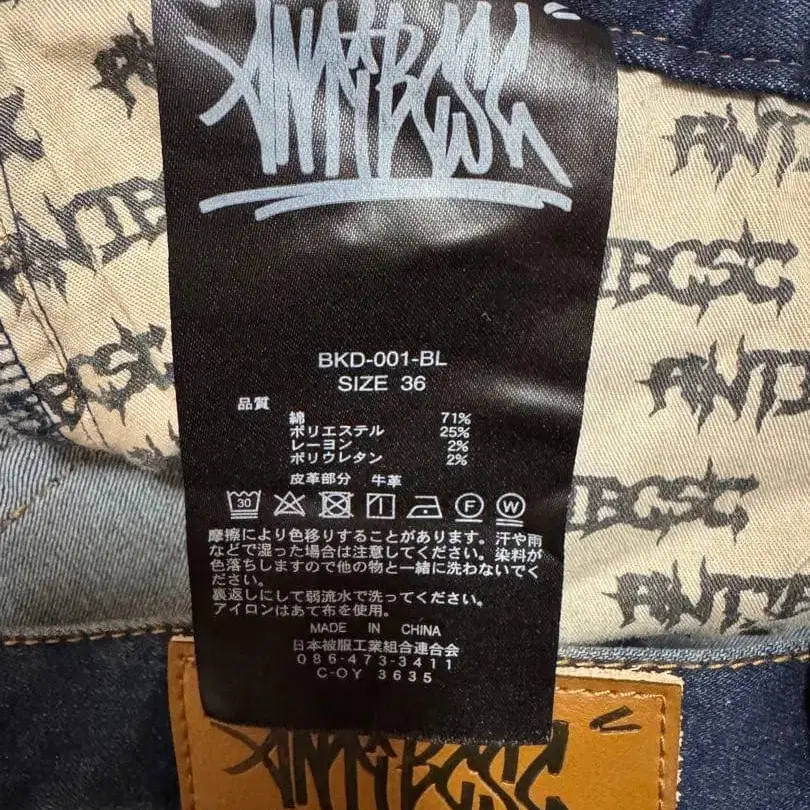 ANTIBCSC
BKD-001-BL
SIZE 36
品質
綿 71%
ポリエステル 25%
レーヨン 2%
ポリウレタン 2%
皮革部分 牛革
30
F
W
摩擦により色移りすることがあります。汗や雨
などで湿った場合は注意してください。染料が
色落ちしますので他の物と一緒に洗わないでく
ださい。
裏返しにして弱流水で洗ってください。
アイロンはあて布を使用。
MADE IN CHINA
日本被服工業組合連合会
086-473-3411
C-OY 3635
ANTIBCSC